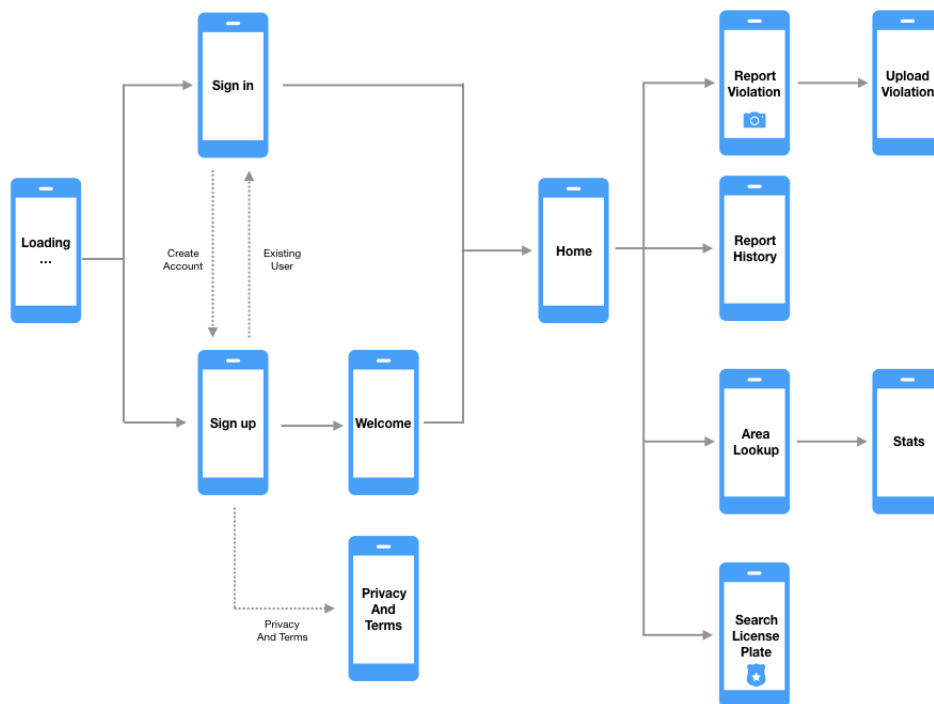 Sign in
Report
Violation
Upload
Violation
Loading
...
Create
Account
Existing
User
Home
Report
History
Sign up
Welcome
Area
Lookup
Stats
Privacy
And
Terms
Privacy
And Terms
Search
License
Plate